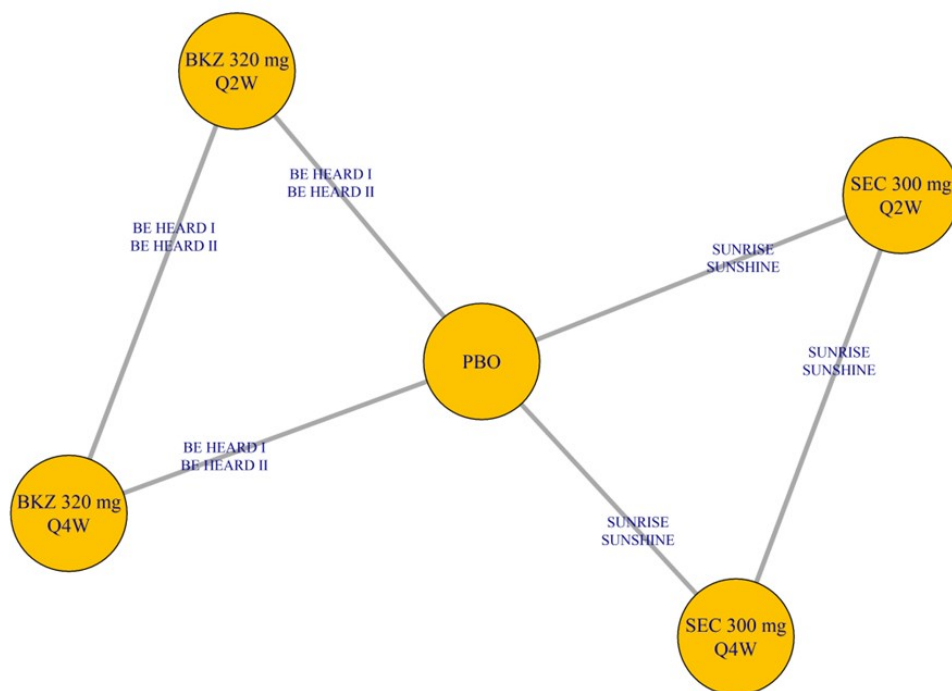 BKZ 320 mg
Q2W
BE HEARD I
BE HEARD II
SEC 300 mg
Q2W
BE HEARD I
BE HEARD II
SUNRISE
SUNSHINE
PBO
SUNRISE
SUNSHINE
BE HEARD I
BE HEARD II
BKZ 320 mg
Q4W
SUNRISE
SUNSHINE
SEC 300 mg
Q4W